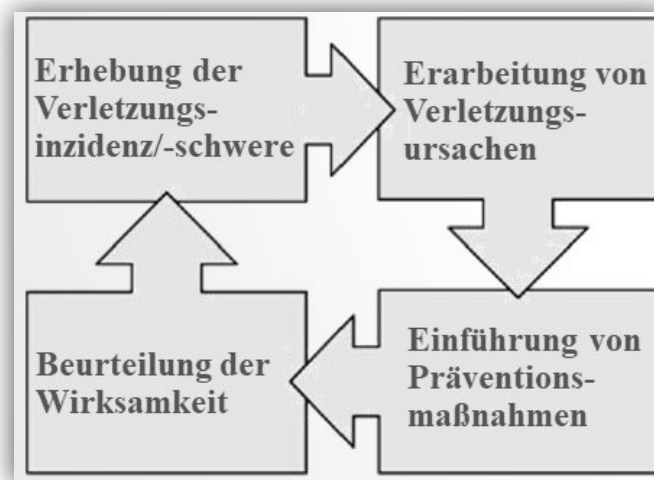 Erhebung der
Verletzungs-
inzidenz/-schwere
Erarbeitung von
Verletzungs-
ursachen
Einführung von
Präventions-
maßnahmen
Beurteilung der
Wirksamkeit